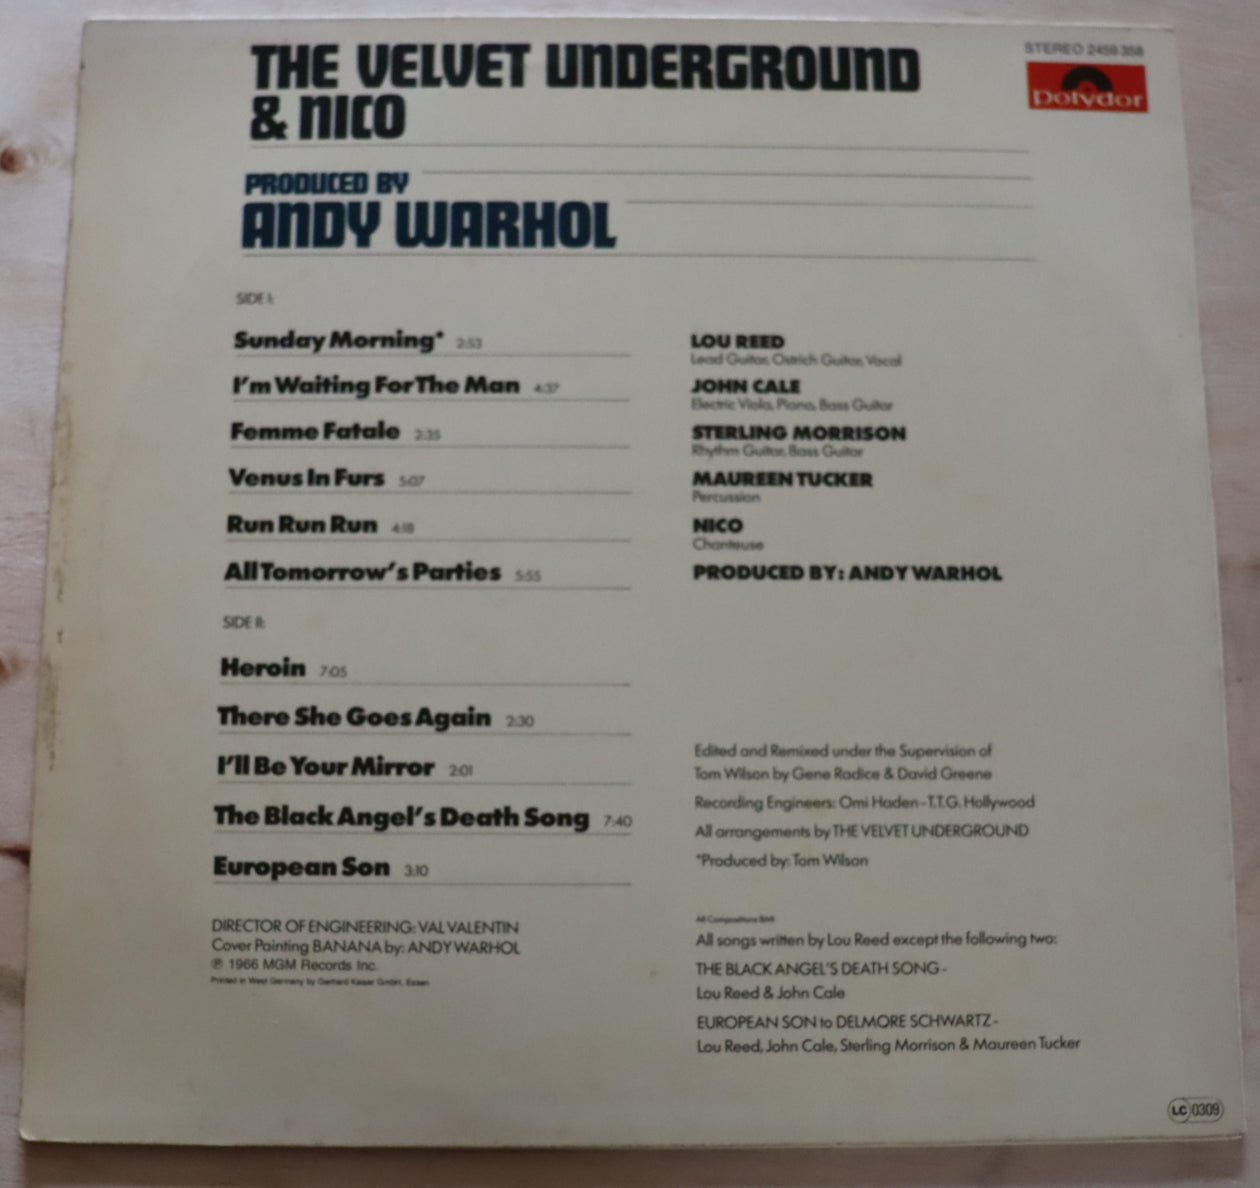 THE VELVET UNDERGROUND
& NICO
STEREO 2459 358
Polydor
PRODUCED BY
ANDY WARHOL
SIDE I:
Sunday Morning* 2:53
I'm Waiting For The Man 4:37
Femme Fatale 2:35
Venus In Furs 5:07
Run Run Run 4:18
All Tomorrow's Parties 5:55
SIDE II:
Heroin 7:05
There She Goes Again 2:30
I'll Be Your Mirror 2:01
The Black Angel's Death Song 7:40
European Son 3:10
DIRECTOR OF ENGINEERING: VAL VALENTIN
Cover Painting BANANA by: ANDY WARHOL
℗ 1966 MGM Records Inc.
Printed in West Germany by Gerhard Kaiser GmbH, Essen
LOU REED
Lead Guitar, Ostrich Guitar, Vocal
JOHN CALE
Electric Viola, Piano, Bass Guitar
STERLING MORRISON
Rhythm Guitar, Bass Guitar
MAUREEN TUCKER
Percussion
NICO
Chanteuse
PRODUCED BY: ANDY WARHOL
Edited and Remixed under the Supervision of
Tom Wilson by Gene Radice & David Greene
Recording Engineers: Omi Haden - T.T.G. Hollywood
All arrangements by THE VELVET UNDERGROUND
*Produced by: Tom Wilson
All Compositions BMI
All songs written by Lou Reed except the following two:
THE BLACK ANGEL'S DEATH SONG -
Lou Reed & John Cale
EUROPEAN SON to DELMORE SCHWARTZ -
Lou Reed, John Cale, Sterling Morrison & Maureen Tucker
LC 0309